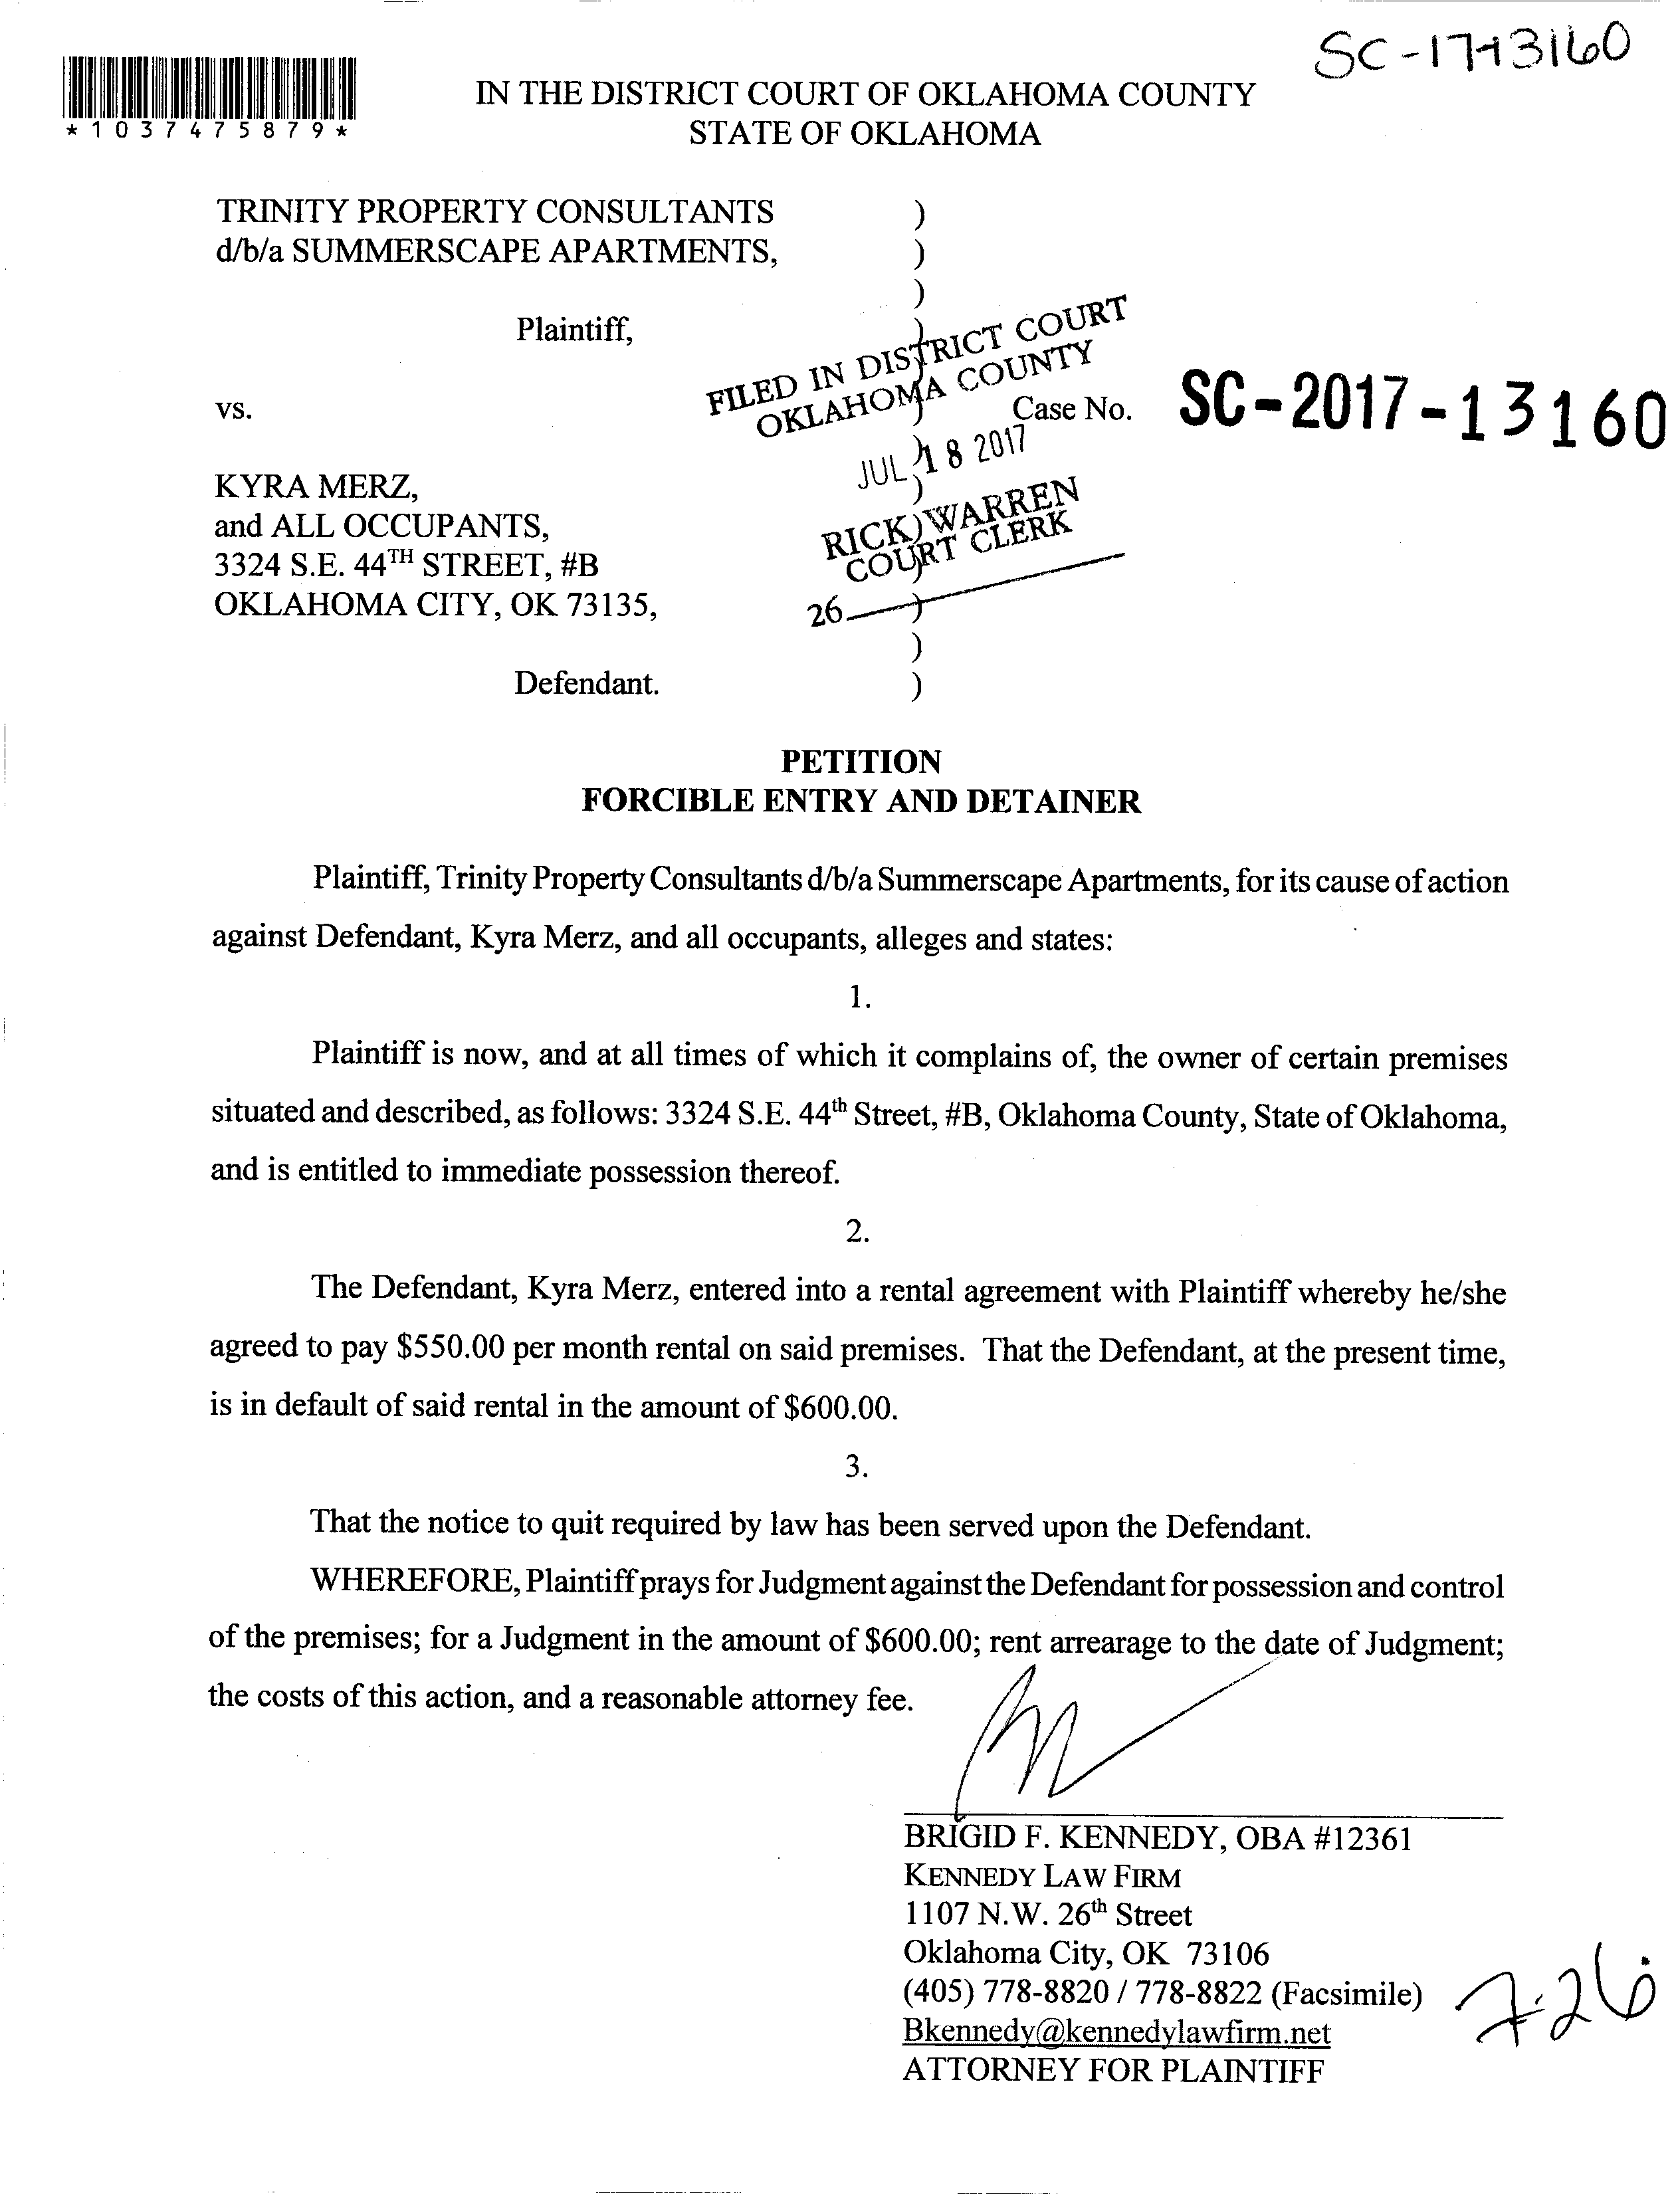 SC-17-13160
*1037475879*
IN THE DISTRICT COURT OF OKLAHOMA COUNTY
STATE OF OKLAHOMA
TRINITY PROPERTY CONSULTANTS )
d/b/a SUMMERSCAPE APARTMENTS, )
)
Plaintiff, )
FILED IN DISTRICT COURT
OKLAHOMA COUNTY
vs. ) Case No. SC-2017-13160
JUL 18 2017
)
KYRA MERZ, )
and ALL OCCUPANTS,
RICK WARREN
COURT CLERK
3324 S.E. 44TH STREET, #B )
OKLAHOMA CITY, OK 73135, )
26
)
Defendant. )
PETITION
FORCIBLE ENTRY AND DETAINER
Plaintiff, Trinity Property Consultants d/b/a Summerscape Apartments, for its cause of action
against Defendant, Kyra Merz, and all occupants, alleges and states:
1.
Plaintiff is now, and at all times of which it complains of, the owner of certain premises
situated and described, as follows: 3324 S.E. 44th Street, #B, Oklahoma County, State of Oklahoma,
and is entitled to immediate possession thereof.
2.
The Defendant, Kyra Merz, entered into a rental agreement with Plaintiff whereby he/she
agreed to pay $550.00 per month rental on said premises. That the Defendant, at the present time,
is in default of said rental in the amount of $600.00.
3.
That the notice to quit required by law has been served upon the Defendant.
WHEREFORE, Plaintiff prays for Judgment against the Defendant for possession and control
of the premises; for a Judgment in the amount of $600.00; rent arrearage to the date of Judgment;
the costs of this action, and a reasonable attorney fee.
BRIGID F. KENNEDY, OBA #12361
KENNEDY LAW FIRM
1107 N.W. 26th Street
Oklahoma City, OK 73106
(405) 778-8820 / 778-8822 (Facsimile)
Bkennedy@kennedylawfirm.net
ATTORNEY FOR PLAINTIFF
7-26